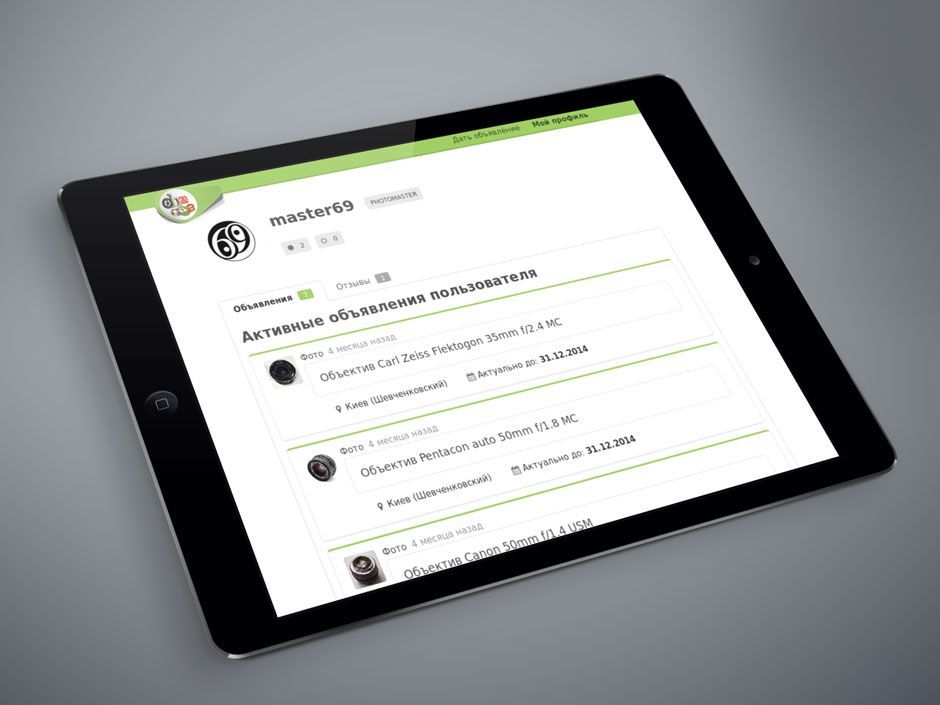 Дать объявление Мой профиль
master69 PHOTOMASTER
69
2 0
Объявления 7 Отзывы 1
Активные объявления пользователя
Фото 4 месяца назад
Объектив Carl Zeiss Flektogon 35mm f/2.4 MC
Киев (Шевченковский) Актуально до: 31.12.2014
Фото 4 месяца назад
Объектив Pentacon auto 50mm f/1.8 MC
Киев (Шевченковский) Актуально до: 31.12.2014
Фото 4 месяца назад
Объектив Canon 50mm f/1.4 USM